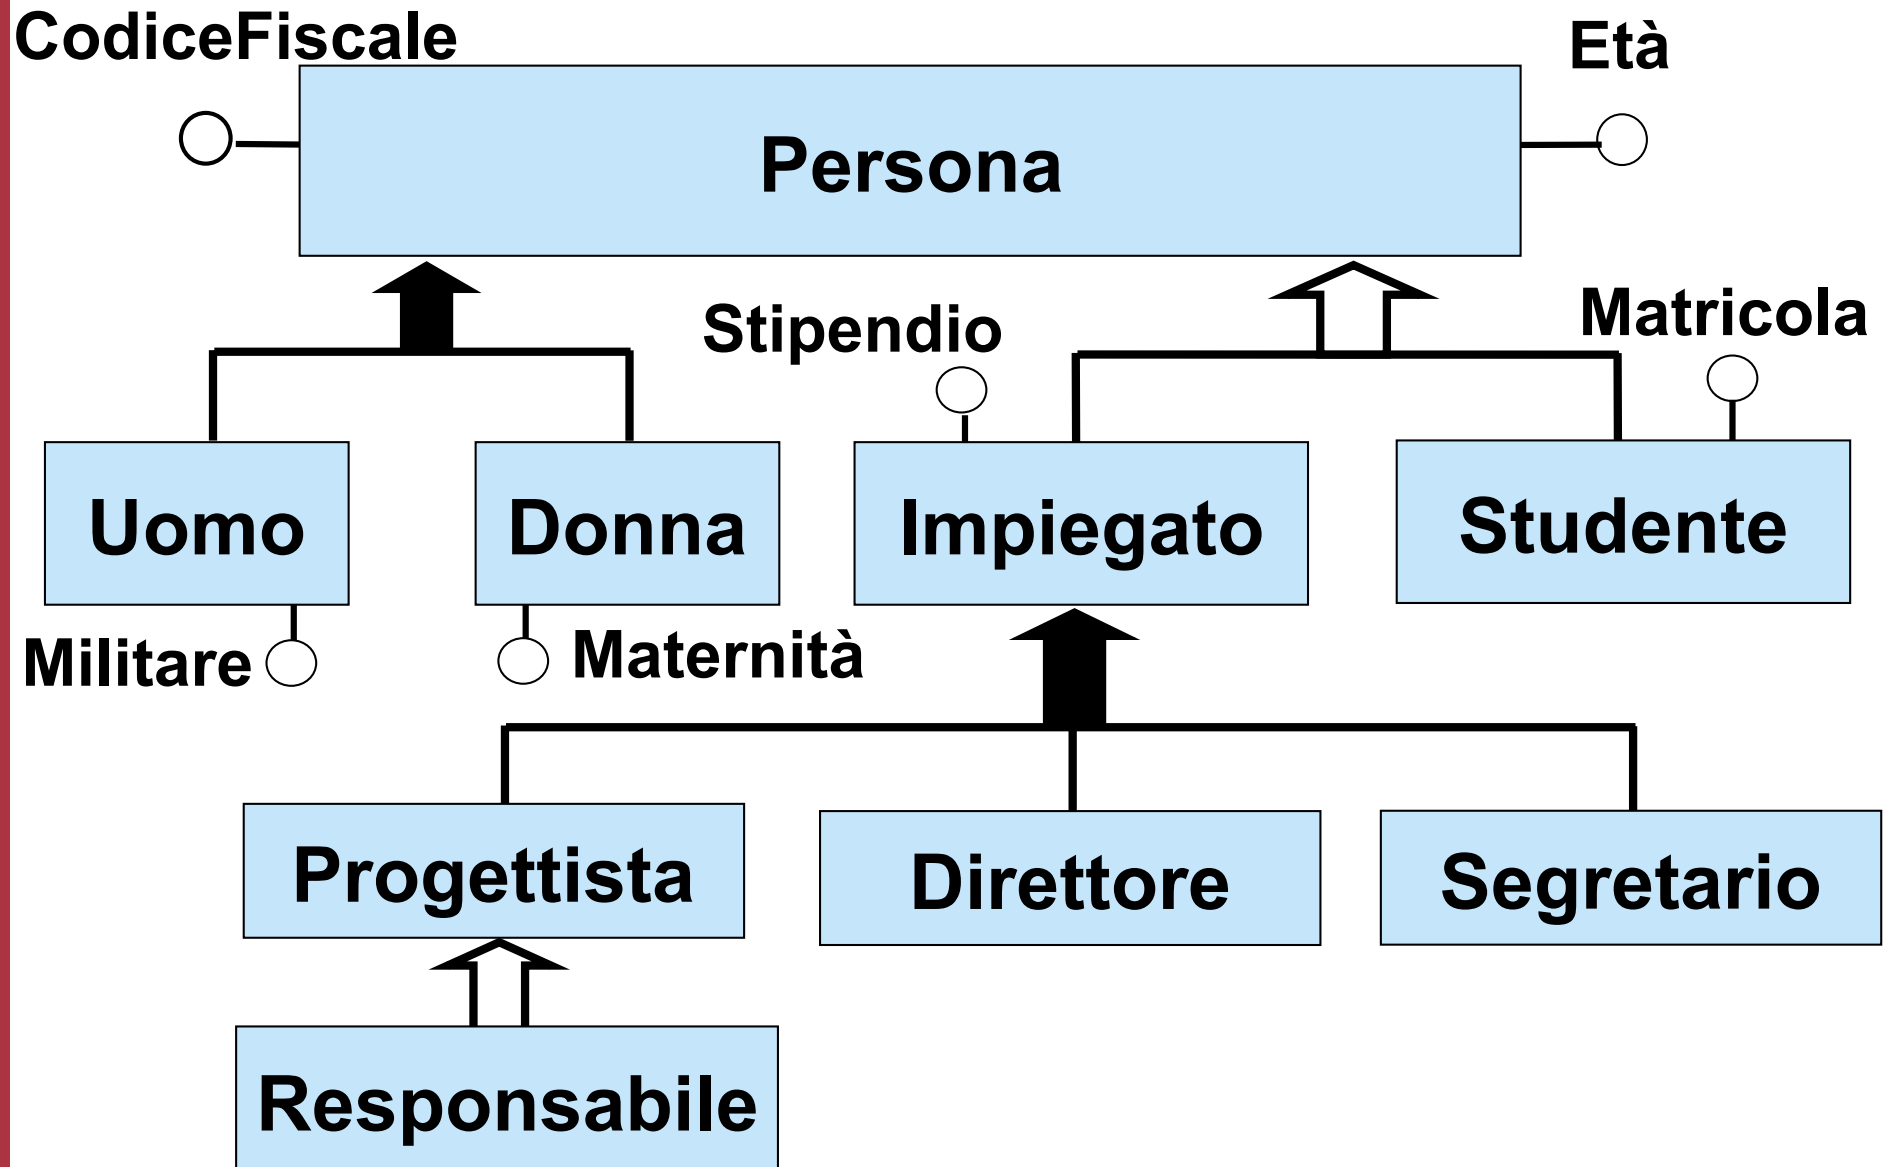 CodiceFiscale
Età
Persona
Stipendio
Matricola
Uomo
Donna
Impiegato
Studente
Militare
Maternità
Progettista
Direttore
Segretario
Responsabile